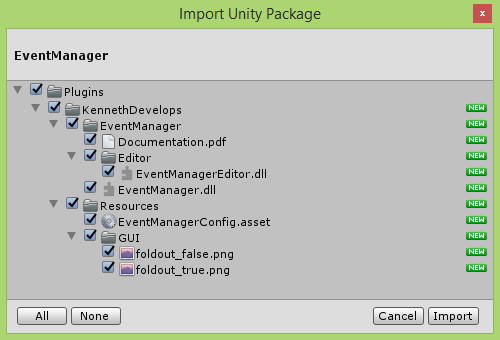 Import Unity Package
x
EventManager
Plugins
KennethDevelops NEW
EventManager NEW
Documentation.pdf NEW
Editor NEW
EventManagerEditor.dll NEW
EventManager.dll NEW
Resources NEW
EventManagerConfig.asset NEW
GUI NEW
foldout_false.png NEW
foldout_true.png NEW
All None Cancel Import